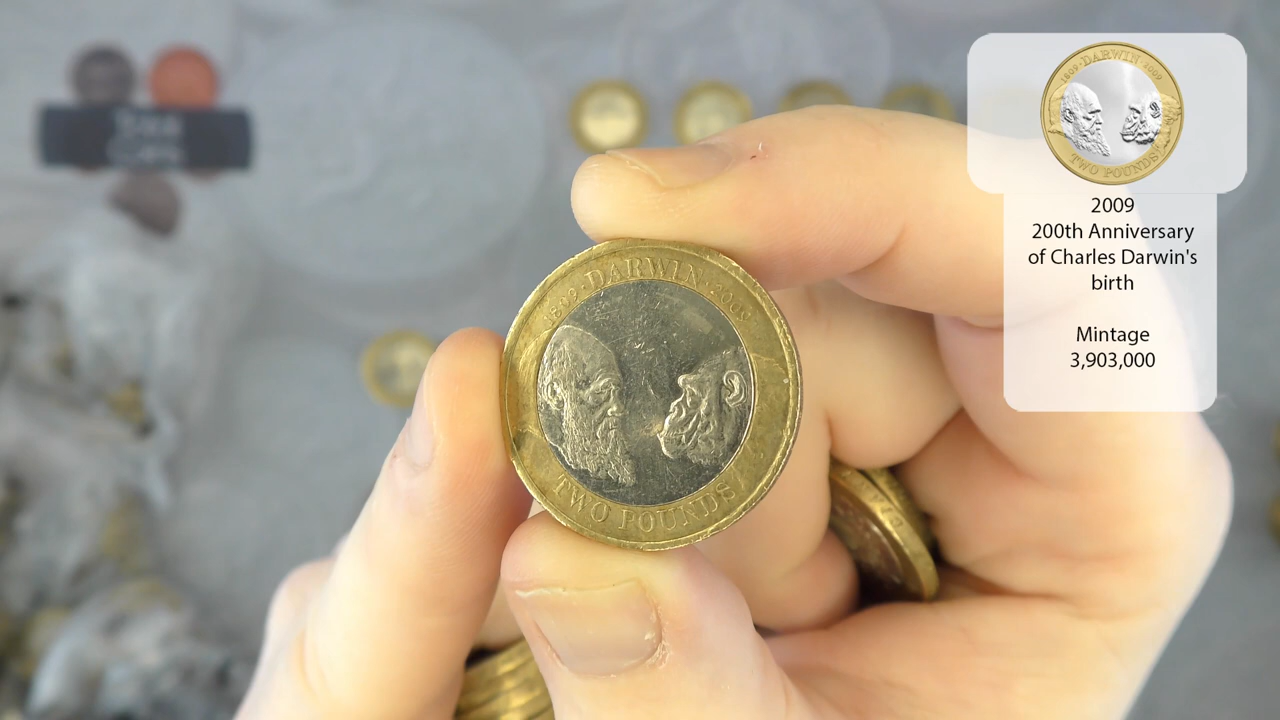 1809 · DARWIN · 2009
TWO POUNDS
1809 · DARWIN · 2009
TWO POUNDS
2009
200th Anniversary
of Charles Darwin's
birth
Mintage
3,903,000